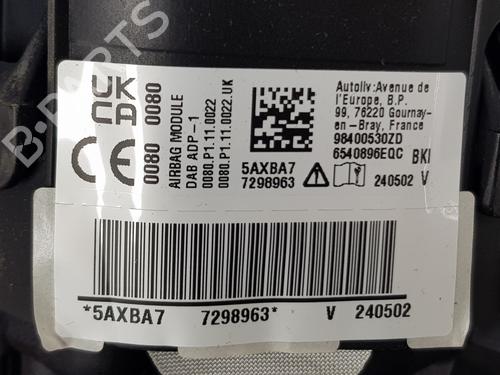 B-PARTS
UK
CA
0080
CE
0080
AIRBAG MODULE
DAB ADP-1
0080.P1.11.0022
0080.P1.11.0022.UK
Autoliv:Avenue de
l'Europe, B.P.
99, 76220 Gournay-
en-Bray, France
98400530ZD
6540896EQC BKI
5AXBA7
7298963
240502 V
*5AXBA7 7298963* V 240502